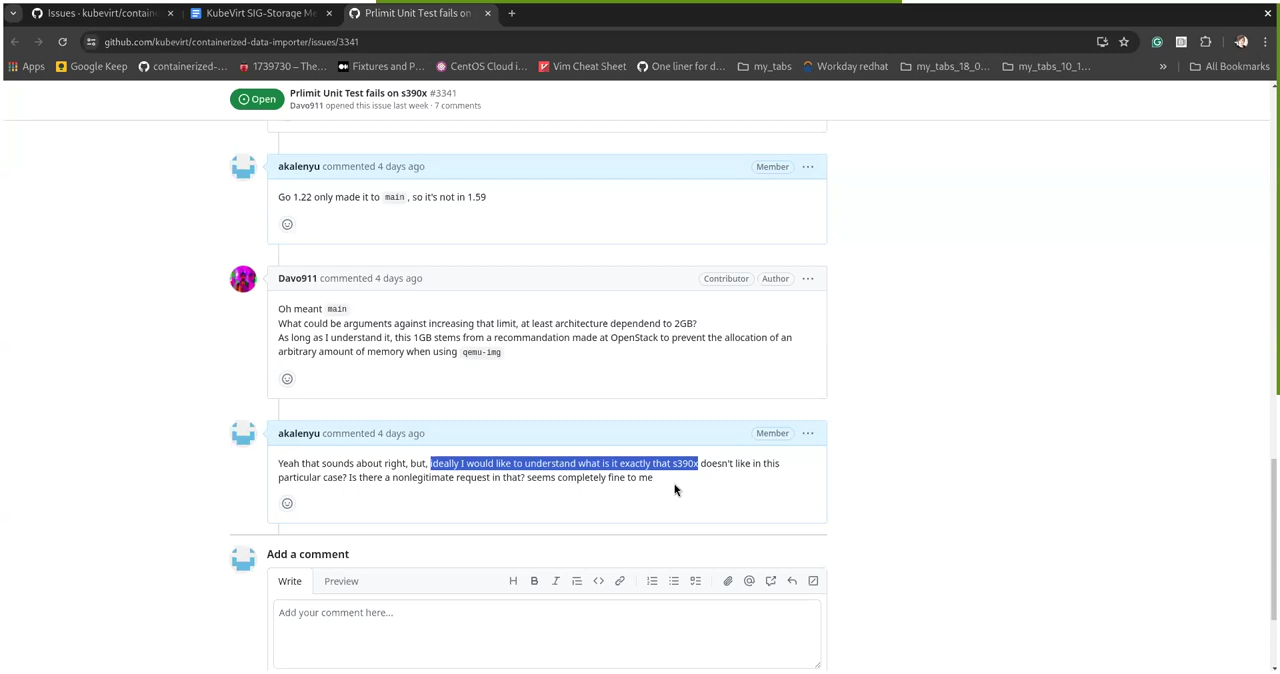 Issues · kubevirt/contain
KubeVirt SIG-Storage Me
Prlimit Unit Test fails on
github.com/kubevirt/containerized-data-importer/issues/3341
Apps
Google Keep
containerized-...
1739730 – The...
Fixtures and P...
CentOS Cloud i...
Vim Cheat Sheet
One liner for d...
my_tabs
Workday redhat
my_tabs_18_0...
my_tabs_10_1...
»
All Bookmarks
Open
Prlimit Unit Test fails on s390x #3341
Davo911 opened this issue last week · 7 comments
akalenyu commented 4 days ago
Member
Go 1.22 only made it to main , so it's not in 1.59
Davo911 commented 4 days ago
Contributor
Author
Oh meant main
What could be arguments against increasing that limit, at least architecture dependend to 2GB?
As long as I understand it, this 1GB stems from a recommandation made at OpenStack to prevent the allocation of an
arbitrary amount of memory when using qemu-img
akalenyu commented 4 days ago
Member
Yeah that sounds about right, but, ideally I would like to understand what is it exactly that s390x doesn't like in this
particular case? Is there a nonlegitimate request in that? seems completely fine to me
Add a comment
Write
Preview
Add your comment here...